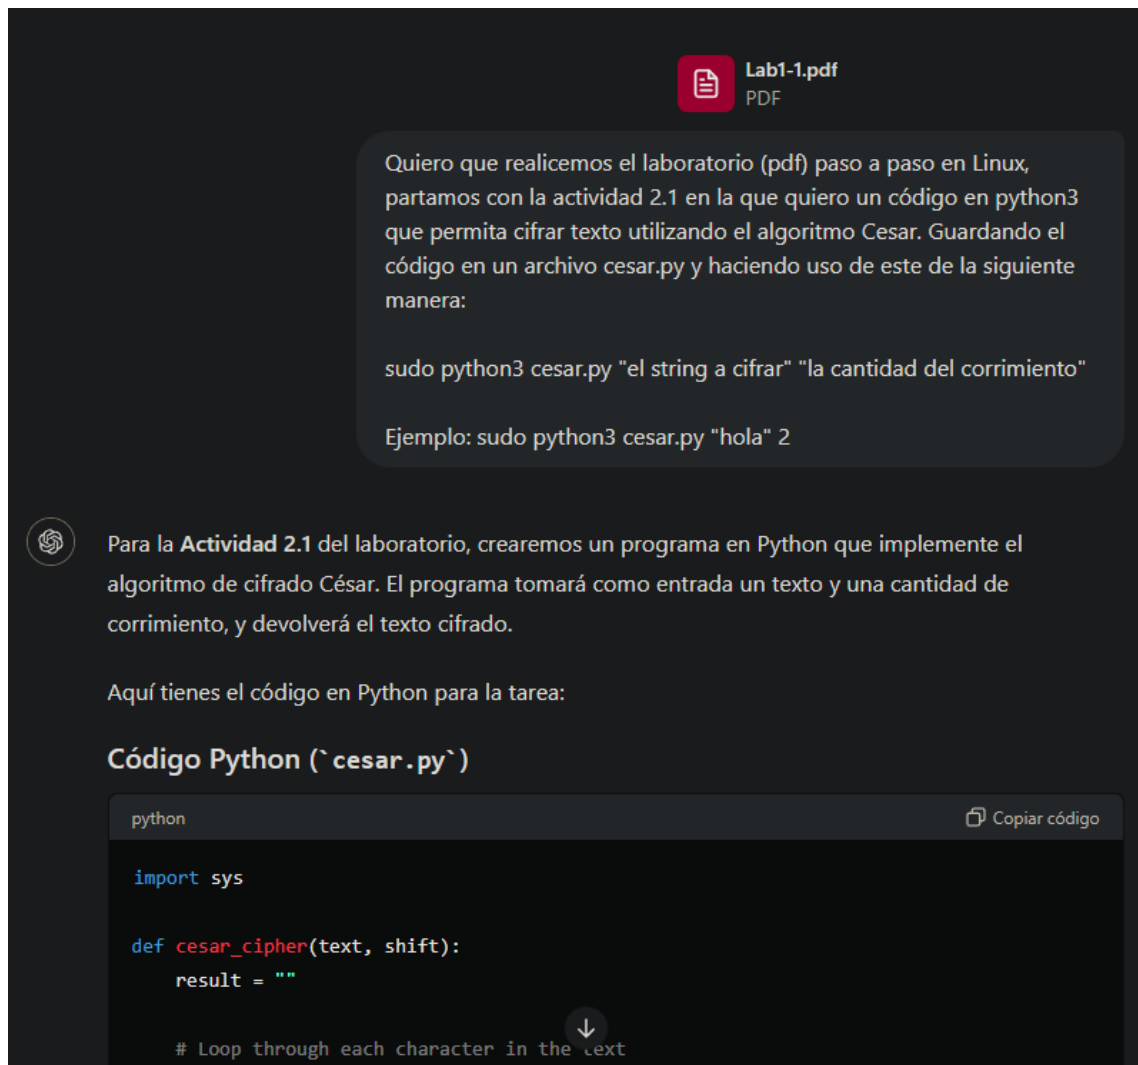 Lab1-1.pdf
PDF
Quiero que realicemos el laboratorio (pdf) paso a paso en Linux,
partamos con la actividad 2.1 en la que quiero un código en python3
que permita cifrar texto utilizando el algoritmo Cesar. Guardando el
código en un archivo cesar.py y haciendo uso de este de la siguiente
manera:
sudo python3 cesar.py "el string a cifrar" "la cantidad del corrimiento"
Ejemplo: sudo python3 cesar.py "hola" 2
Para la Actividad 2.1 del laboratorio, crearemos un programa en Python que implemente el
algoritmo de cifrado César. El programa tomará como entrada un texto y una cantidad de
corrimiento, y devolverá el texto cifrado.
Aquí tienes el código en Python para la tarea:
Código Python (`cesar.py`)
python
Copiar código
import sys
def cesar_cipher(text, shift):
    result = ""
    # Loop through each character in the text